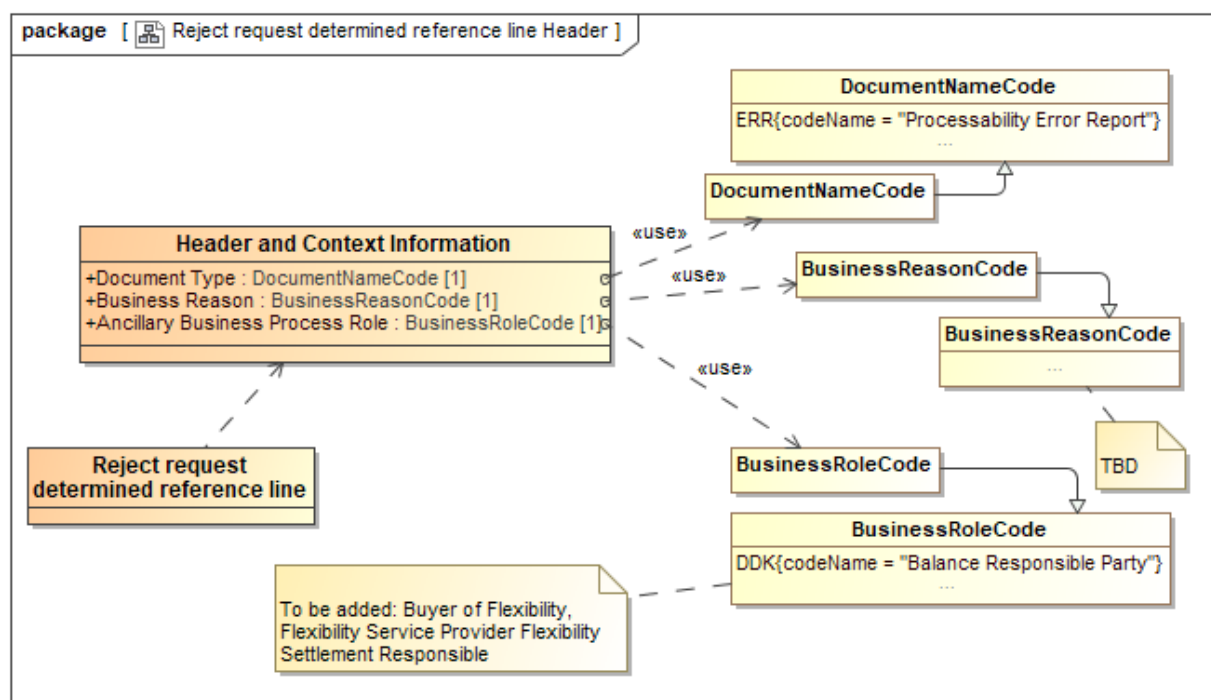 package [ Reject request determined reference line Header ]
DocumentNameCode
ERR{codeName = "Processability Error Report"}
...
DocumentNameCode
«use»
Header and Context Information
+Document Type : DocumentNameCode [1]
+Business Reason : BusinessReasonCode [1]
+Ancillary Business Process Role : BusinessRoleCode [1]
«use»
BusinessReasonCode
BusinessReasonCode
...
«use»
TBD
Reject request
determined reference line
BusinessRoleCode
BusinessRoleCode
DDK{codeName = "Balance Responsible Party"}
...
To be added: Buyer of Flexibility,
Flexibility Service Provider Flexibility
Settlement Responsible